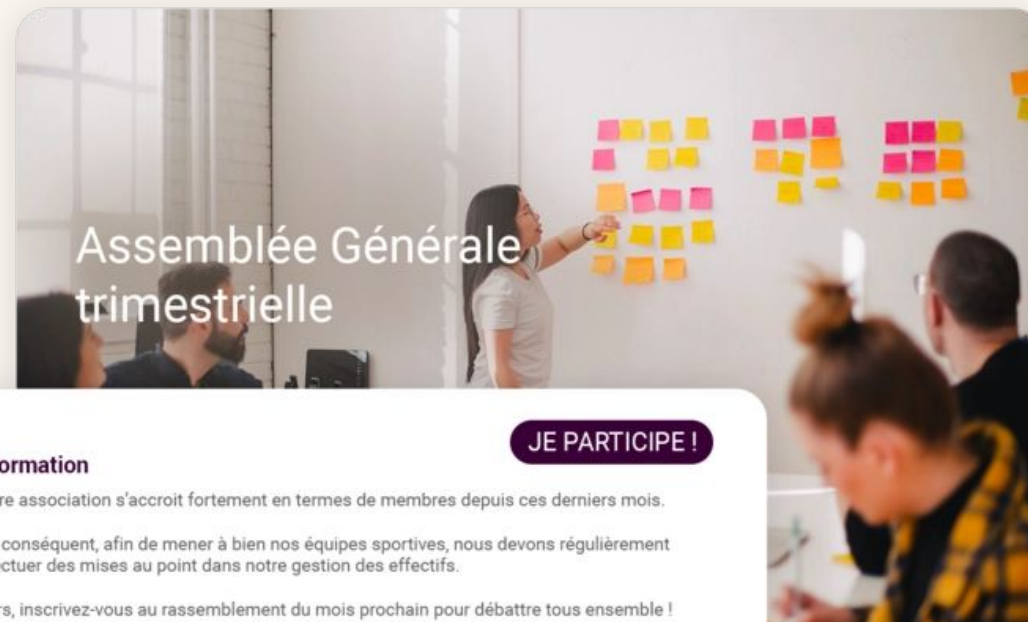 Assemblée Générale
trimestrielle
JE PARTICIPE !
ormation
re association s'accroit fortement en termes de membres depuis ces derniers mois.
conséquent, afin de mener à bien nos équipes sportives, nous devons régulièrement
ctuer des mises au point dans notre gestion des effectifs.
rs, inscrivez-vous au rassemblement du mois prochain pour débattre tous ensemble !